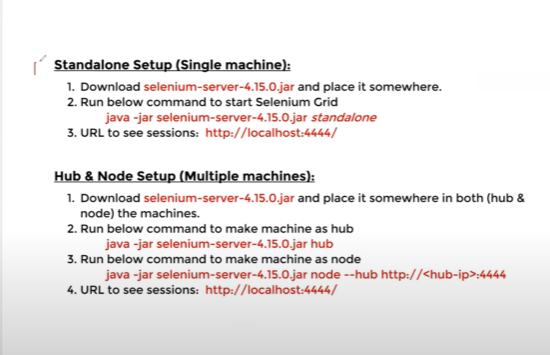 Standalone Setup (Single machine):
1. Download selenium-server-4.15.0.jar and place it somewhere.
2. Run below command to start Selenium Grid
java -jar selenium-server-4.15.0.jar standalone
3. URL to see sessions: http://localhost:4444/
Hub & Node Setup (Multiple machines):
1. Download selenium-server-4.15.0.jar and place it somewhere in both (hub &
node) the machines.
2. Run below command to make machine as hub
java -jar selenium-server-4.15.0.jar hub
3. Run below command to make machine as node
java -jar selenium-server-4.15.0.jar node --hub http://<hub-ip>:4444
4. URL to see sessions: http://localhost:4444/